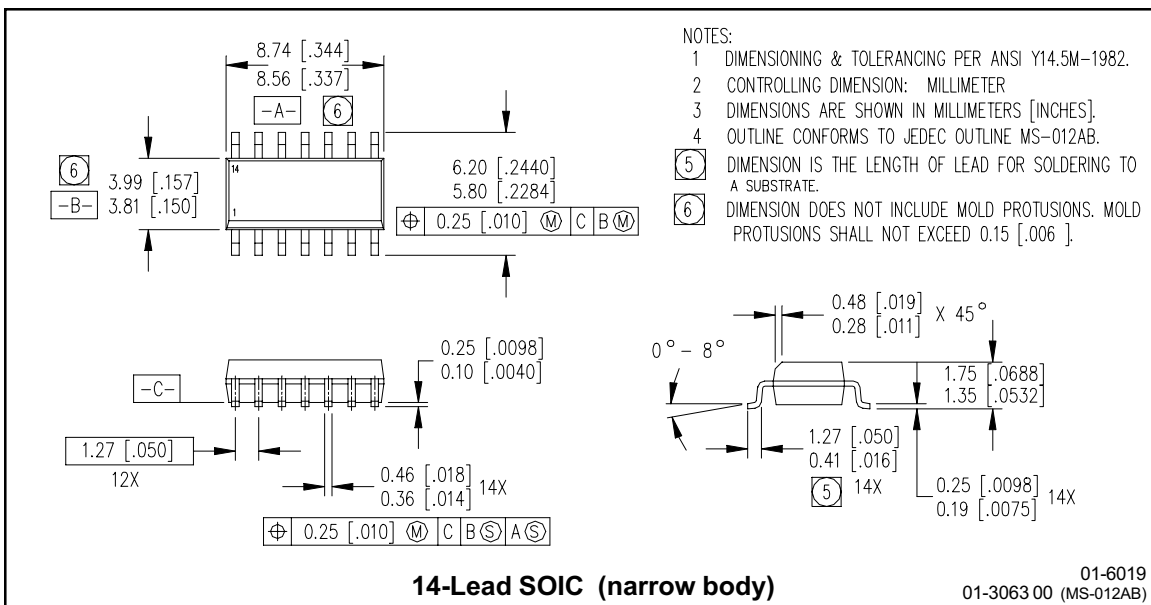 8.74 [.344]
8.56 [.337]
-A- 6
6
3.99 [.157]
-B- 3.81 [.150]
14
1
6.20 [.2440]
5.80 [.2284]
⌖ 0.25 [.010] Ⓜ C B Ⓜ
NOTES:
1 DIMENSIONING & TOLERANCING PER ANSI Y14.5M-1982.
2 CONTROLLING DIMENSION: MILLIMETER
3 DIMENSIONS ARE SHOWN IN MILLIMETERS [INCHES].
4 OUTLINE CONFORMS TO JEDEC OUTLINE MS-012AB.
5 DIMENSION IS THE LENGTH OF LEAD FOR SOLDERING TO
A SUBSTRATE.
6 DIMENSION DOES NOT INCLUDE MOLD PROTUSIONS. MOLD
PROTUSIONS SHALL NOT EXCEED 0.15 [.006 ].
-C-
0.25 [.0098]
0.10 [.0040]
1.27 [.050]
12X
0.46 [.018]
0.36 [.014] 14X
⌖ 0.25 [.010] Ⓜ C B Ⓢ A Ⓢ
0.48 [.019]
0.28 [.011] X 45°
0°-8°
1.75 [.0688]
1.35 [.0532]
1.27 [.050]
0.41 [.016]
5 14X
0.25 [.0098]
0.19 [.0075] 14X
14-Lead SOIC (narrow body)
01-6019
01-3063 00 (MS-012AB)